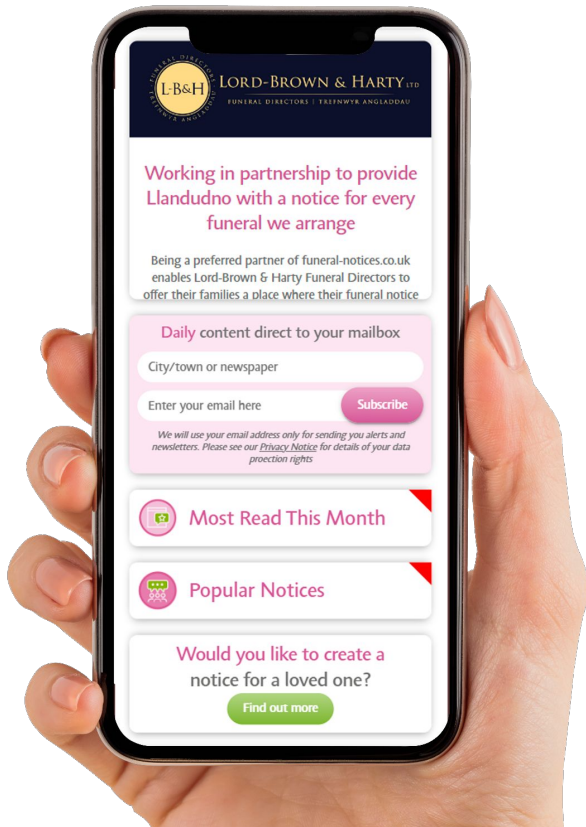 FUNERAL DIRECTORS
L·B&H
TREFNWYR ANGLADDAU
LORD-BROWN & HARTY LTD
FUNERAL DIRECTORS | TREFNWYR ANGLADDAU
Working in partnership to provide
Llandudno with a notice for every
funeral we arrange
Being a preferred partner of funeral-notices.co.uk
enables Lord-Brown & Harty Funeral Directors to
offer their families a place where their funeral notice
Daily content direct to your mailbox
City/town or newspaper
Enter your email here
Subscribe
We will use your email address only for sending you alerts and
newsletters. Please see our Privacy Notice for details of your data
proection rights
Most Read This Month
Popular Notices
Would you like to create a
notice for a loved one?
Find out more